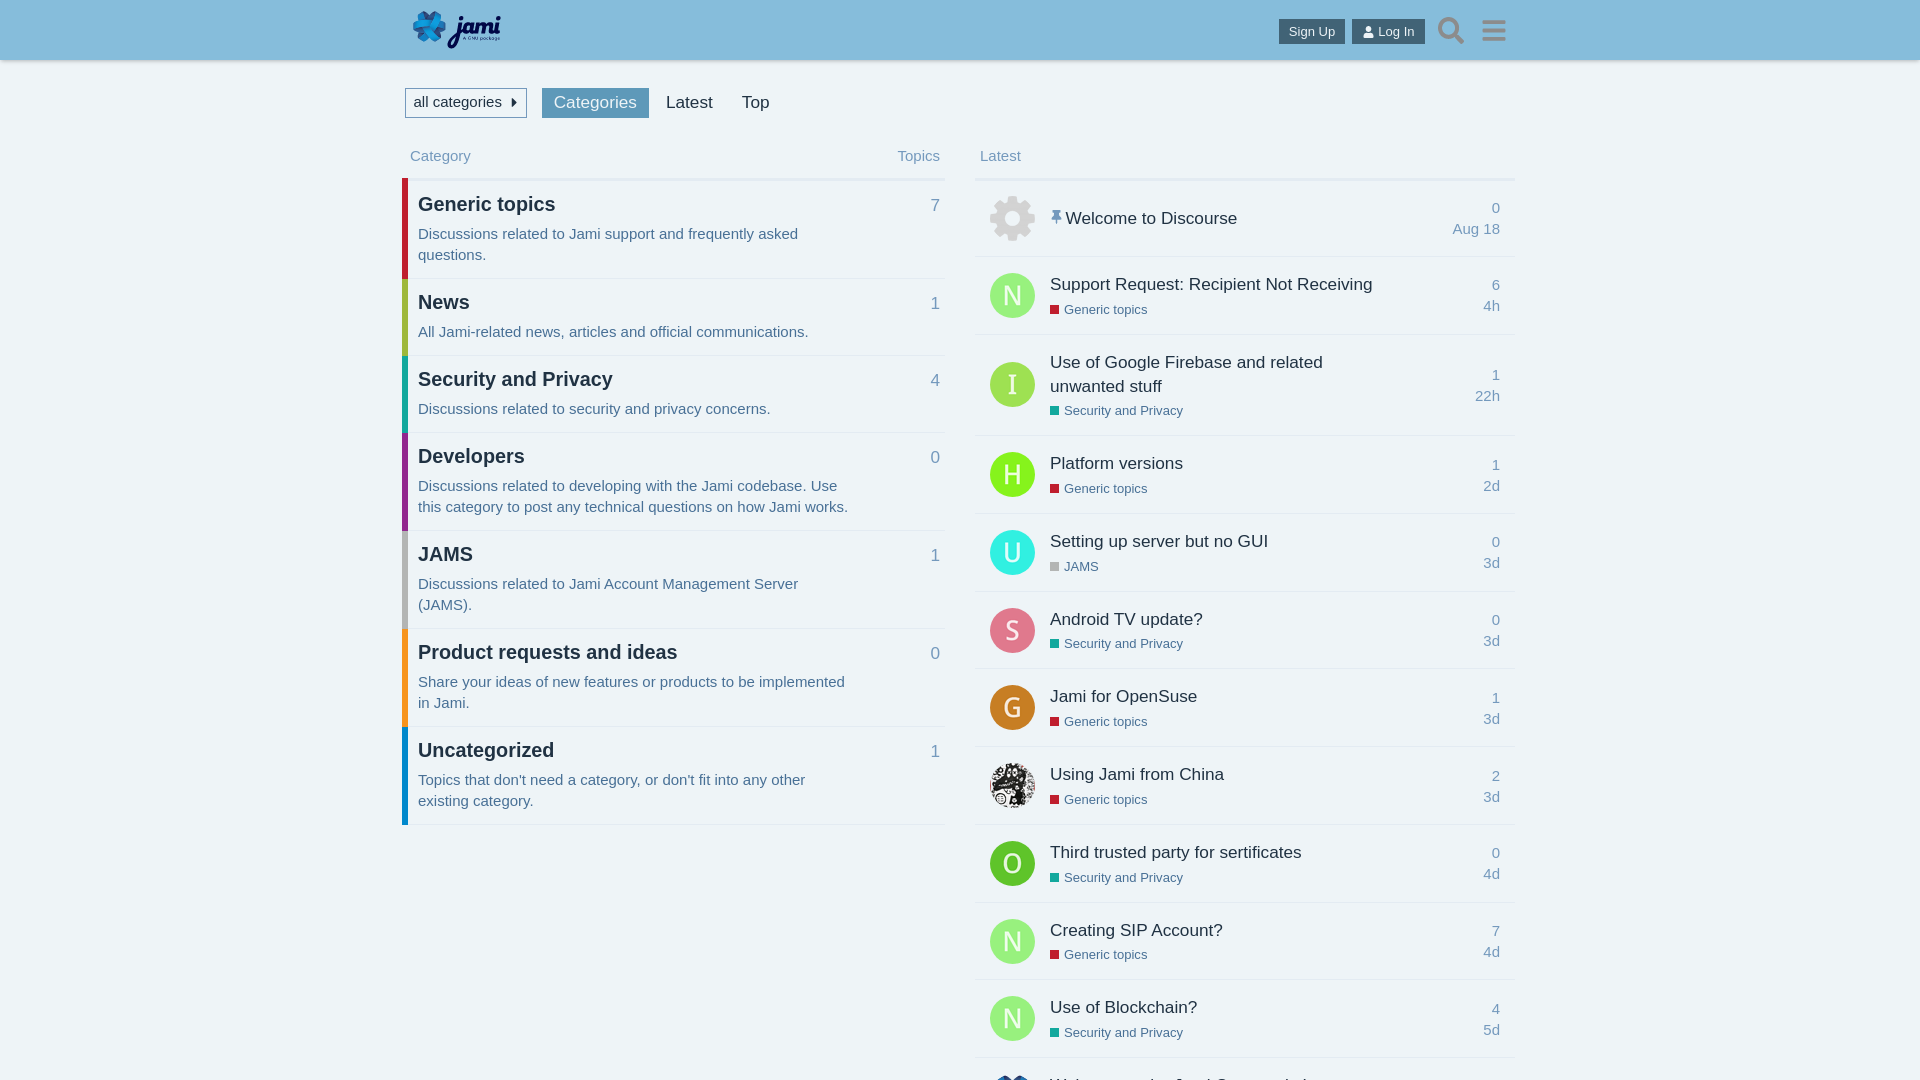 jami
A GNU package
Sign Up
Log In
all categories
Categories
Latest
Top
Category
Topics
Generic topics
7
Discussions related to Jami support and frequently asked
questions.
News
1
All Jami-related news, articles and official communications.
Security and Privacy
4
Discussions related to security and privacy concerns.
Developers
0
Discussions related to developing with the Jami codebase. Use
this category to post any technical questions on how Jami works.
JAMS
1
Discussions related to Jami Account Management Server
(JAMS).
Product requests and ideas
0
Share your ideas of new features or products to be implemented
in Jami.
Uncategorized
1
Topics that don't need a category, or don't fit into any other
existing category.
Latest
Welcome to Discourse
0
Aug 18
N
Support Request: Recipient Not Receiving
Generic topics
6
4h
I
Use of Google Firebase and related
unwanted stuff
Security and Privacy
1
22h
H
Platform versions
Generic topics
1
2d
U
Setting up server but no GUI
JAMS
0
3d
S
Android TV update?
Security and Privacy
0
3d
G
Jami for OpenSuse
Generic topics
1
3d
Using Jami from China
Generic topics
2
3d
O
Third trusted party for sertificates
Security and Privacy
0
4d
N
Creating SIP Account?
Generic topics
7
4d
N
Use of Blockchain?
Security and Privacy
4
5d